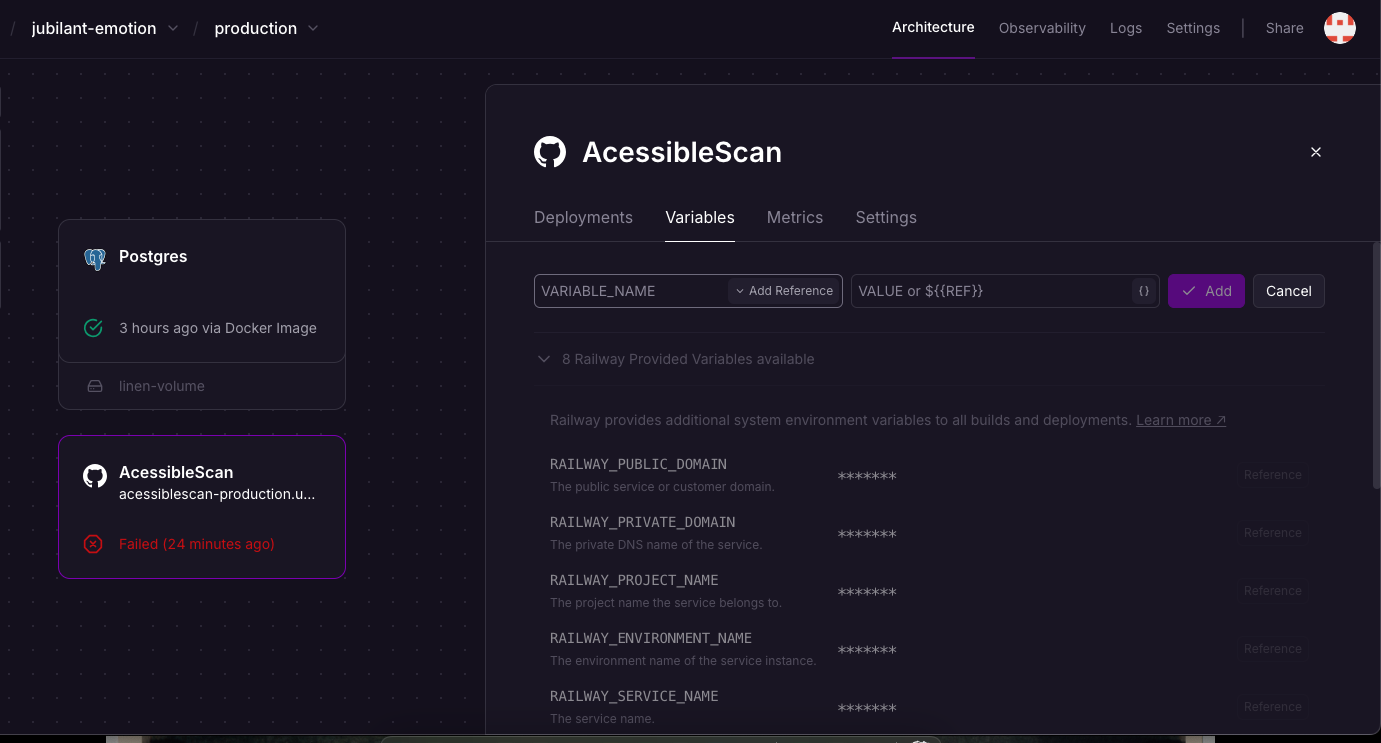 / jubilant-emotion / production
Architecture Observability Logs Settings Share
AcessibleScan
Deployments Variables Metrics Settings
Postgres
3 hours ago via Docker Image
linen-volume
AcessibleScan
acessiblescan-production.u...
Failed (24 minutes ago)
VARIABLE_NAME Add Reference VALUE or ${{REF}} {} Add Cancel
8 Railway Provided Variables available
Railway provides additional system environment variables to all builds and deployments. Learn more ↗
RAILWAY_PUBLIC_DOMAIN
The public service or customer domain.
******* Reference
RAILWAY_PRIVATE_DOMAIN
The private DNS name of the service.
******* Reference
RAILWAY_PROJECT_NAME
The project name the service belongs to.
******* Reference
RAILWAY_ENVIRONMENT_NAME
The environment name of the service instance.
******* Reference
RAILWAY_SERVICE_NAME
The service name.
******* Reference